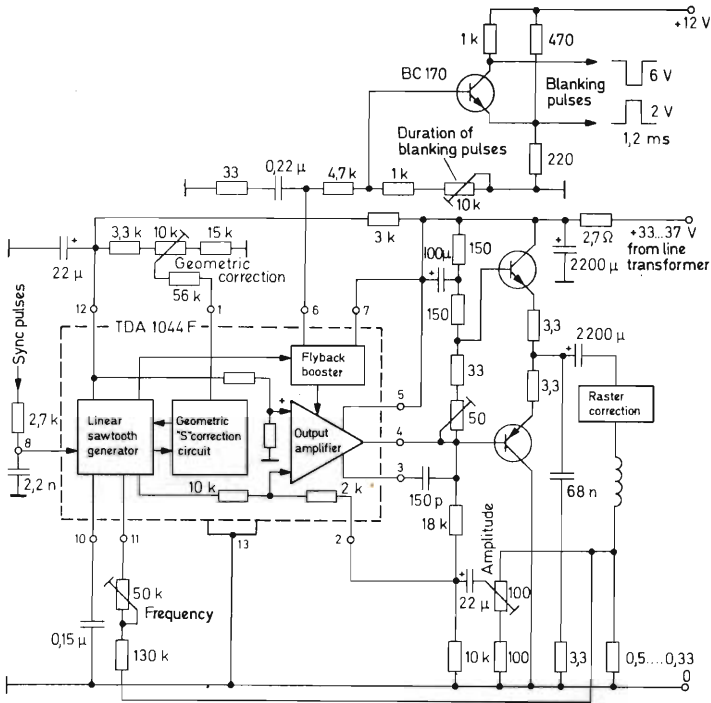 +12 V
1 k
470
BC 170
Blanking
pulses
6 V
2 V
1,2 ms
Duration of
blanking pulses
33
0,22 µ
4,7 k
1 k
10 k
220
3,3 k
10 k
15 k
3 k
100µ
150
2,7 Ω
+33...37 V
from line
transformer
22 µ
Geometric
correction
56 k
2200 µ
150
12
1
6
7
3,3
2200 µ
TDA 1044 F
Sync pulses
Flyback
booster
33
3,3
Raster
correction
5
50
2,7 k
8
Linear
sawtooth
generator
Geometric
"S"correction
circuit
+
Output
amplifier
-
4
3
2,2 n
10 k
2 k
150 p
68 n
18 k
10
11
13
2
Amplitude
50 k
Frequency
22 µ
100
0,15 µ
130 k
10 k
100
3,3
0,5....0,33
0